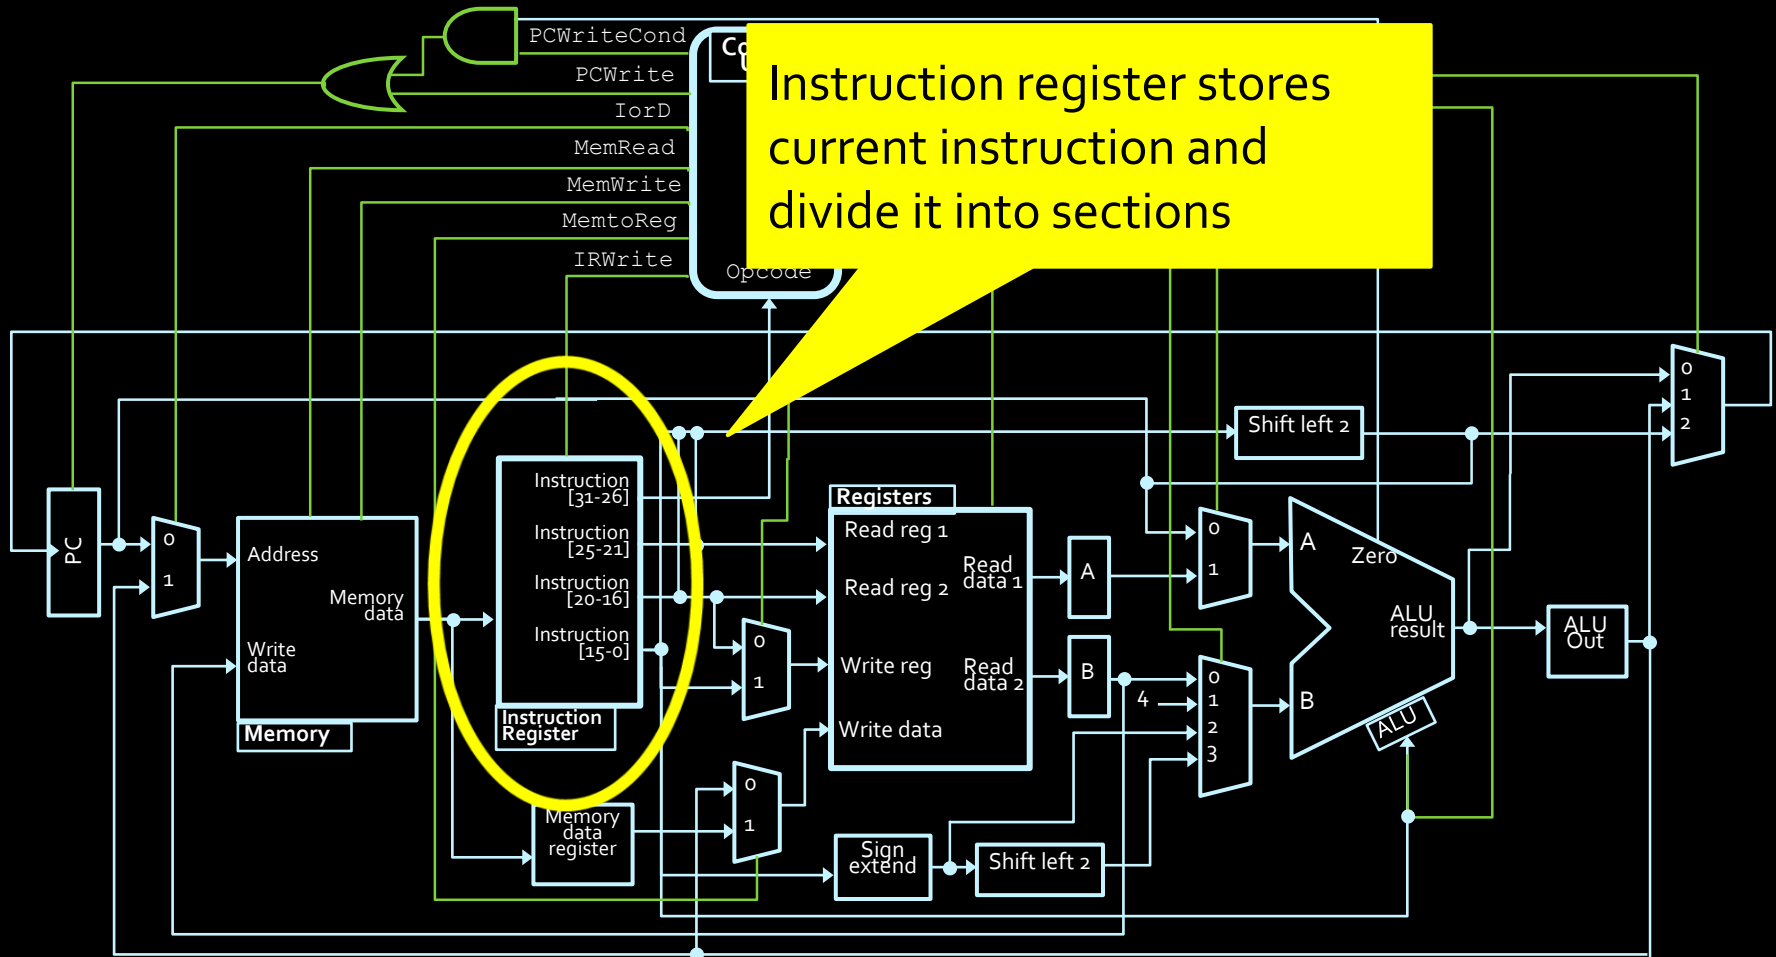 PCWriteCond
PCWrite
IorD
MemRead
MemWrite
MemtoReg
IRWrite
Co
Opcode
Instruction register stores
current instruction and
divide it into sections
0
1
2
Shift left 2
PC
0
1
Address
Memory
data
Write
data
Memory
Instruction
[31-26]
Instruction
[25-21]
Instruction
[20-16]
Instruction
[15-0]
Instruction
Register
Registers
Read reg 1
Read reg 2
Write reg
Write data
Read
data 1
Read
data 2
0
1
0
1
Memory
data
register
A
B
4
0
1
0
1
2
3
A
B
Zero
ALU
result
ALU
ALU
Out
Sign
extend
Shift left 2